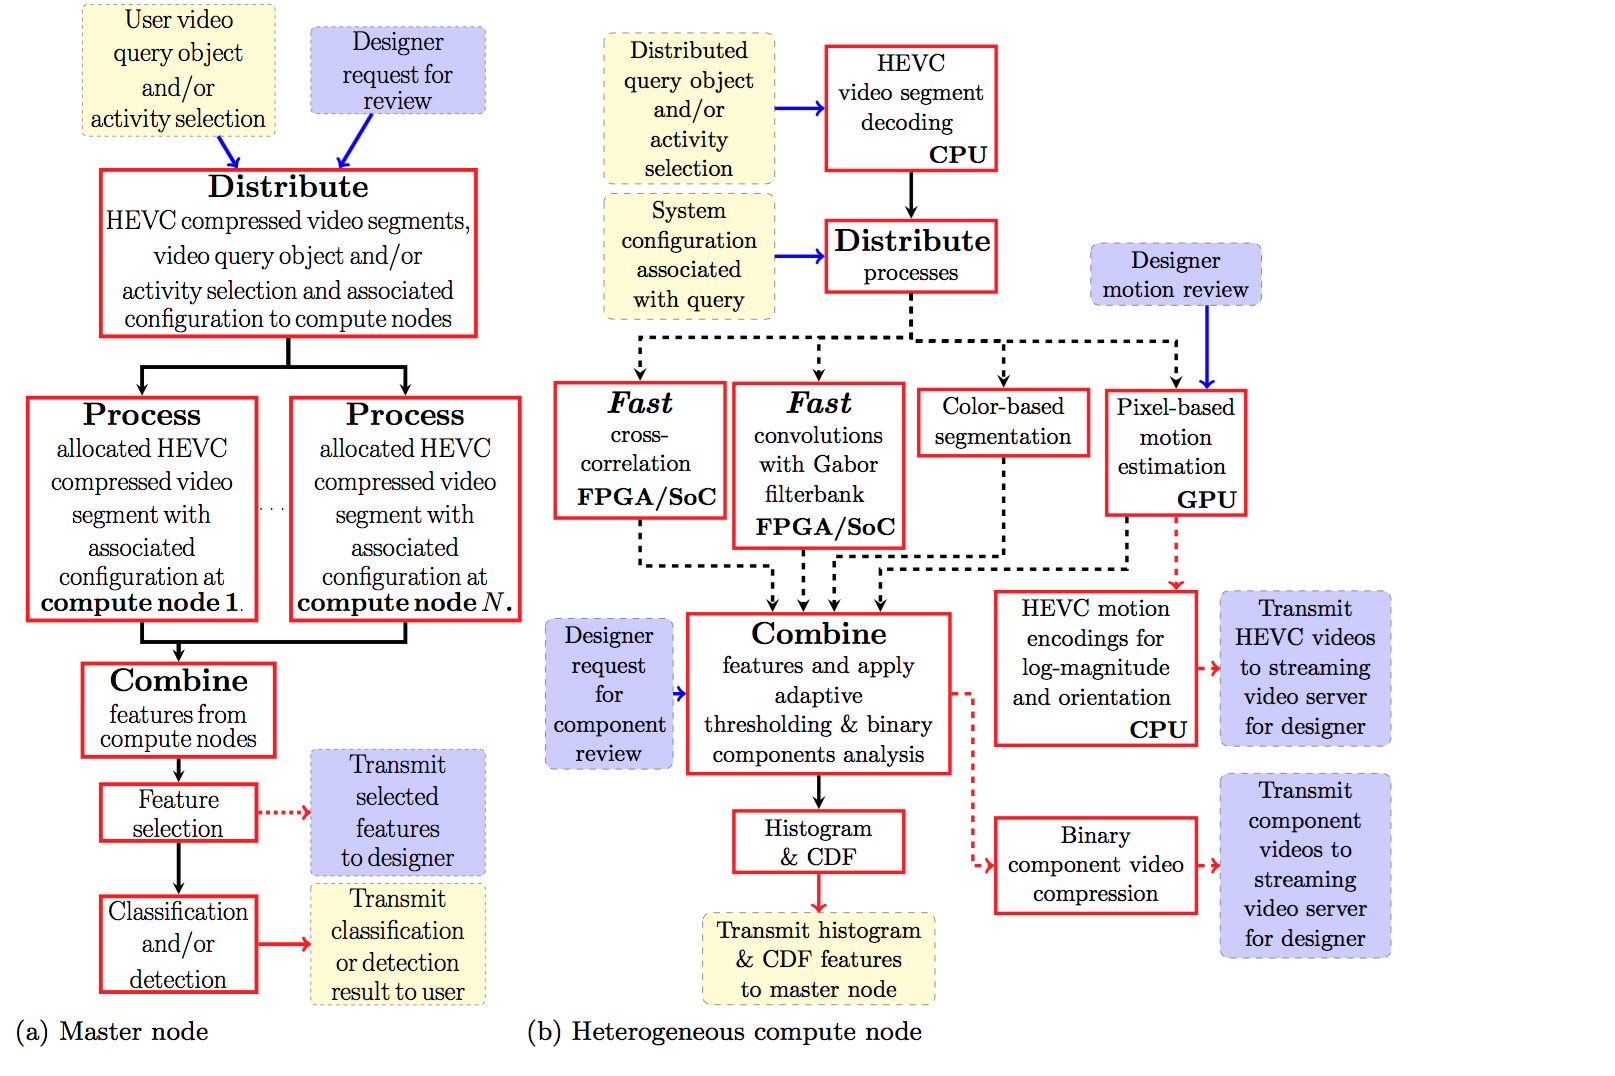 User video
query object
and/or
activity selection
Designer
request for
review
Distribute
HEVC compressed video segments,
video query object and/or
activity selection and associated
configuration to compute nodes
Process
allocated HEVC
compressed video
segment with
associated
configuration at
compute node 1.
. . .
Process
allocated HEVC
compressed video
segment with
associated
configuration at
compute node N.
Combine
features from
compute nodes
Feature
selection
Transmit
selected
features
to designer
Classification
and/or
detection
Transmit
classification
or detection
result to user
(a) Master node
Distributed
query object
and/or
activity
selection
HEVC
video segment
decoding
CPU
System
configuration
associated
with query
Distribute
processes
Designer
motion review
Fast
cross-
correlation
FPGA/SoC
Fast
convolutions
with Gabor
filterbank
FPGA/SoC
Color-based
segmentation
Pixel-based
motion
estimation
GPU
Designer
request
for
component
review
Combine
features and apply
adaptive
thresholding & binary
components analysis
HEVC motion
encodings for
log-magnitude
and orientation
CPU
Transmit
HEVC videos
to streaming
video server
for designer
Histogram
& CDF
Binary
component video
compression
Transmit
component
videos to
streaming
video server
for designer
Transmit histogram
& CDF features
to master node
(b) Heterogeneous compute node